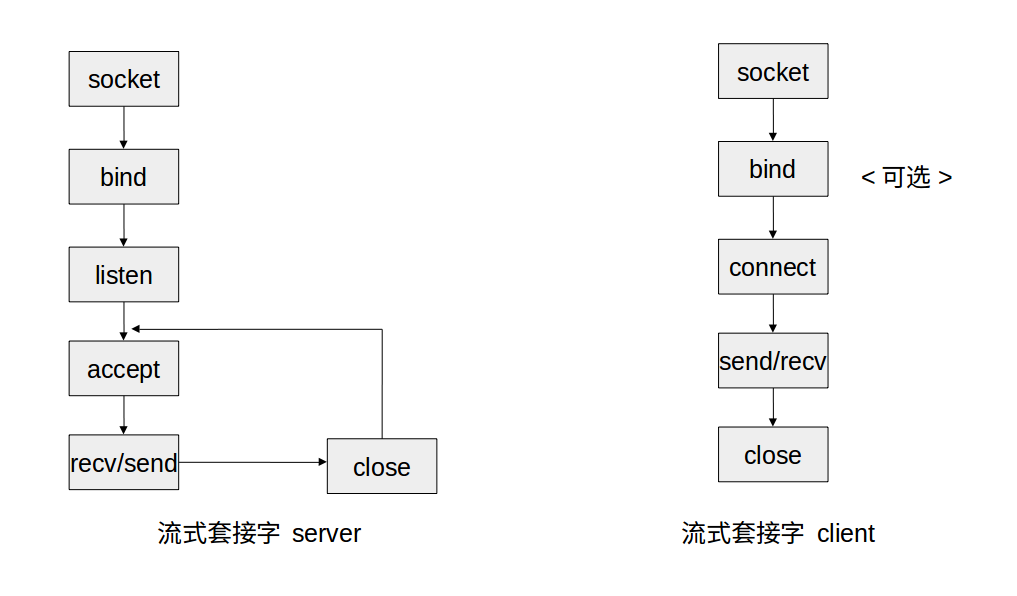 socket
bind
listen
accept
recv/send
close
流式套接字 server
socket
bind
< 可选 >
connect
send/recv
close
流式套接字 client